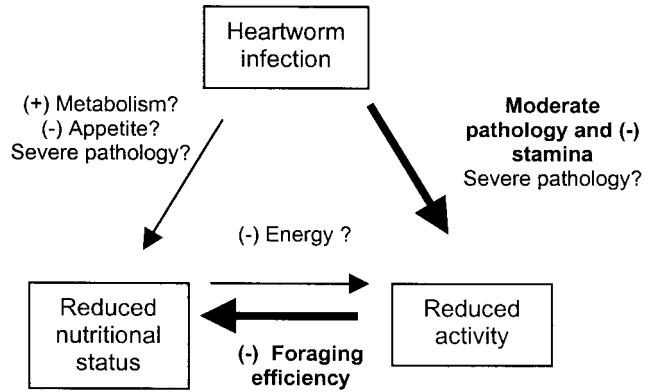 Heartworm
infection
(+) Metabolism?
(-) Appetite?
Severe pathology?
Moderate
pathology and (-)
stamina
Severe pathology?
(-) Energy ?
Reduced
nutritional
status
Reduced
activity
(-) Foraging
efficiency